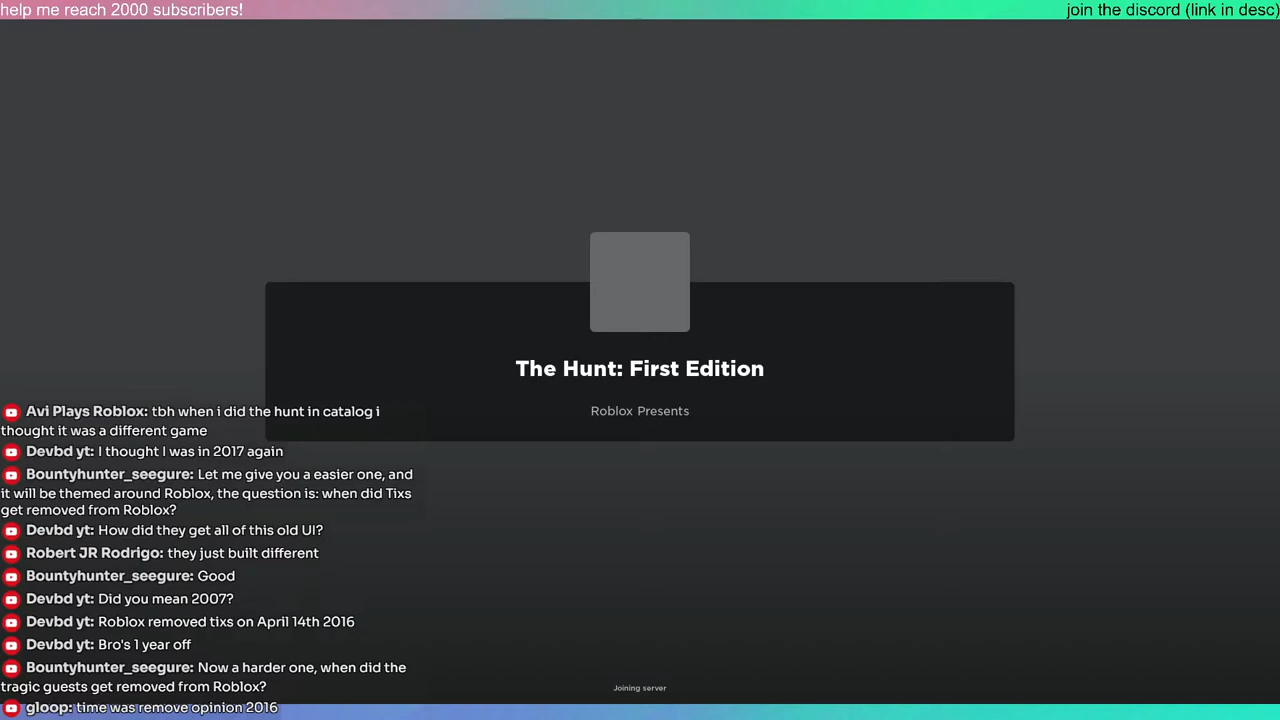 help me reach 2000 subscribers!
join the discord (link in desc)
The Hunt: First Edition
Roblox Presents
Avi Plays Roblox: tbh when i did the hunt in catalog i
thought it was a different game
Devbd yt: I thought I was in 2017 again
Bountyhunter_seegure: Let me give you a easier one, and
it will be themed around Roblox, the question is: when did Tixs
get removed from Roblox?
Devbd yt: How did they get all of this old UI?
Robert JR Rodrigo: they just built different
Bountyhunter_seegure: Good
Devbd yt: Did you mean 2007?
Devbd yt: Roblox removed tixs on April 14th 2016
Devbd yt: Bro's 1 year off
Bountyhunter_seegure: Now a harder one, when did the
tragic guests get removed from Roblox?
gloop: time was remove opinion 2016
Joining server